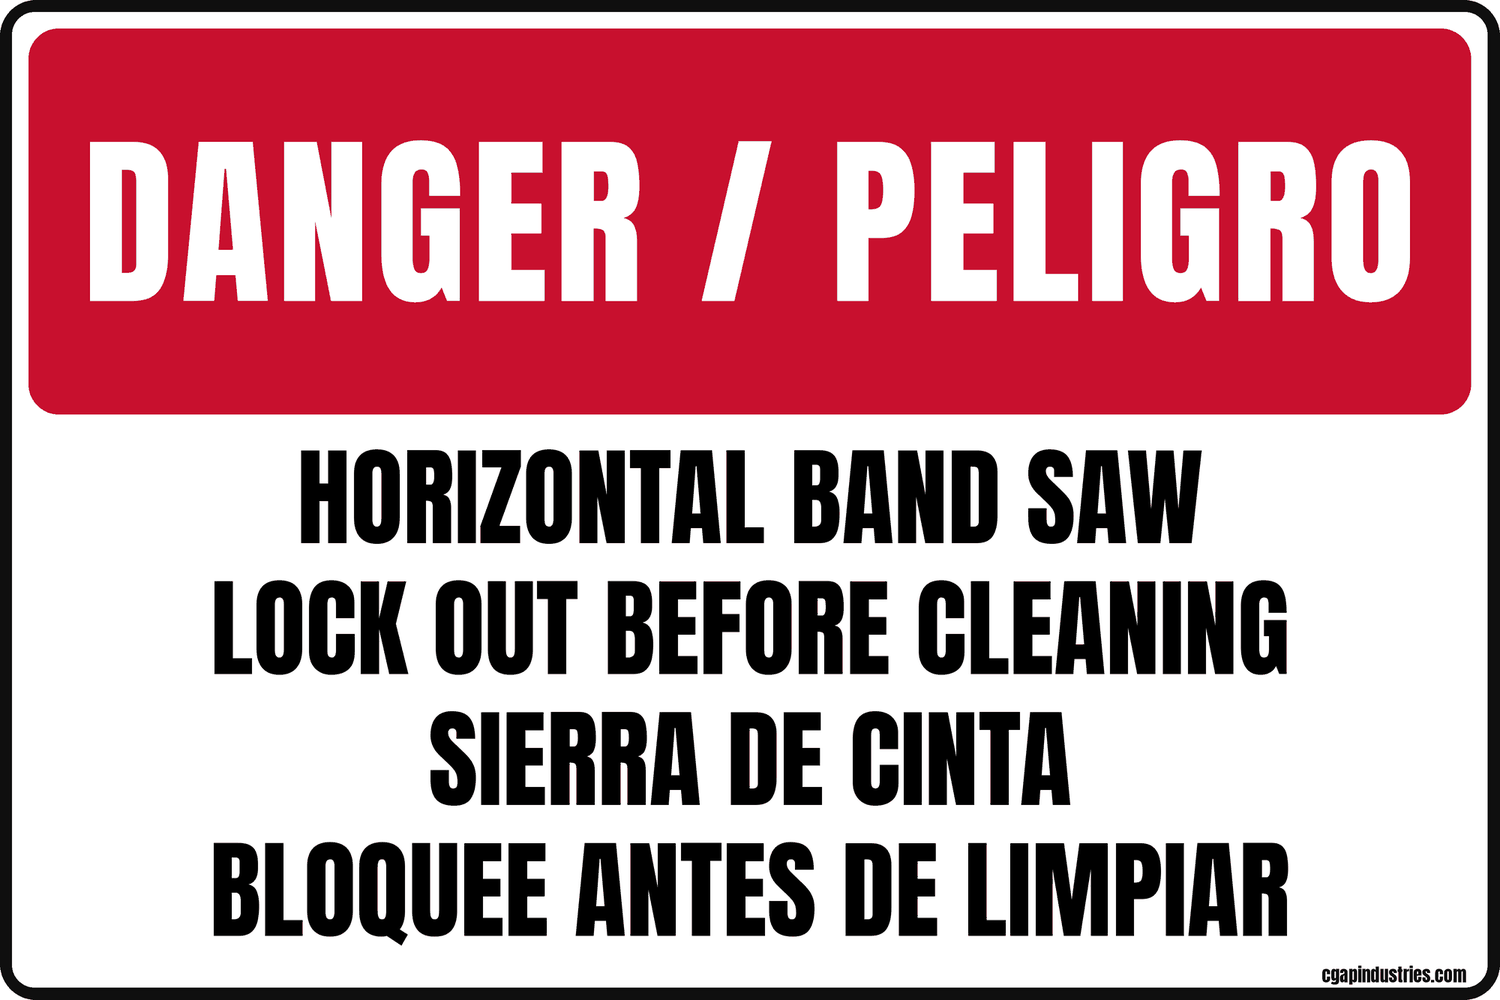 DANGER / PELIGRO
HORIZONTAL BAND SAW
LOCK OUT BEFORE CLEANING
SIERRA DE CINTA
BLOQUEE ANTES DE LIMPIAR
cgapindustries.com